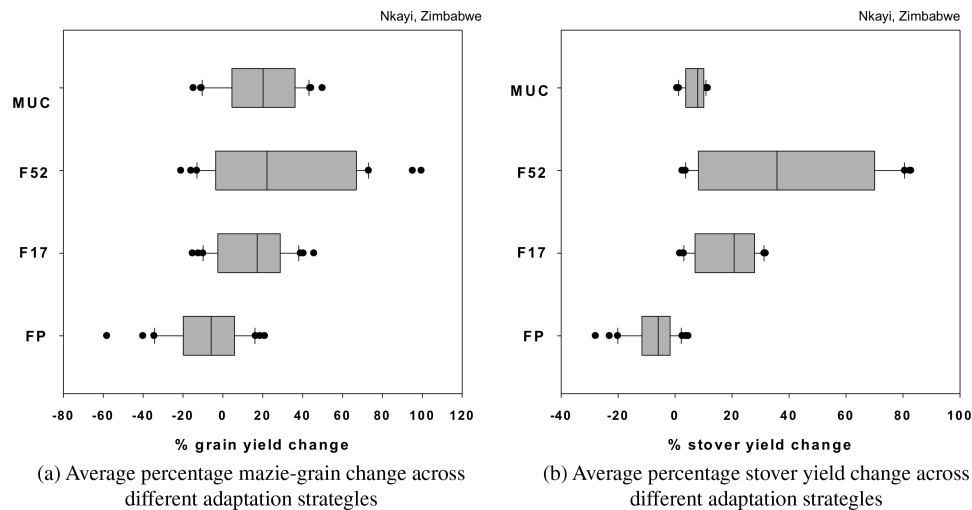 Nkayi, Zimbabwe
MUC
F52
F17
FP
-80 -60 -40 -20 0 20 40 60 80 100 120
% grain yield change
(a) Average percentage mazie-grain change across
different adaptation strategles
Nkayi, Zimbabwe
MUC
F52
F17
FP
-40 -20 0 20 40 60 80 100
% stover yield change
(b) Average percentage stover yield change across
different adaptation strategles